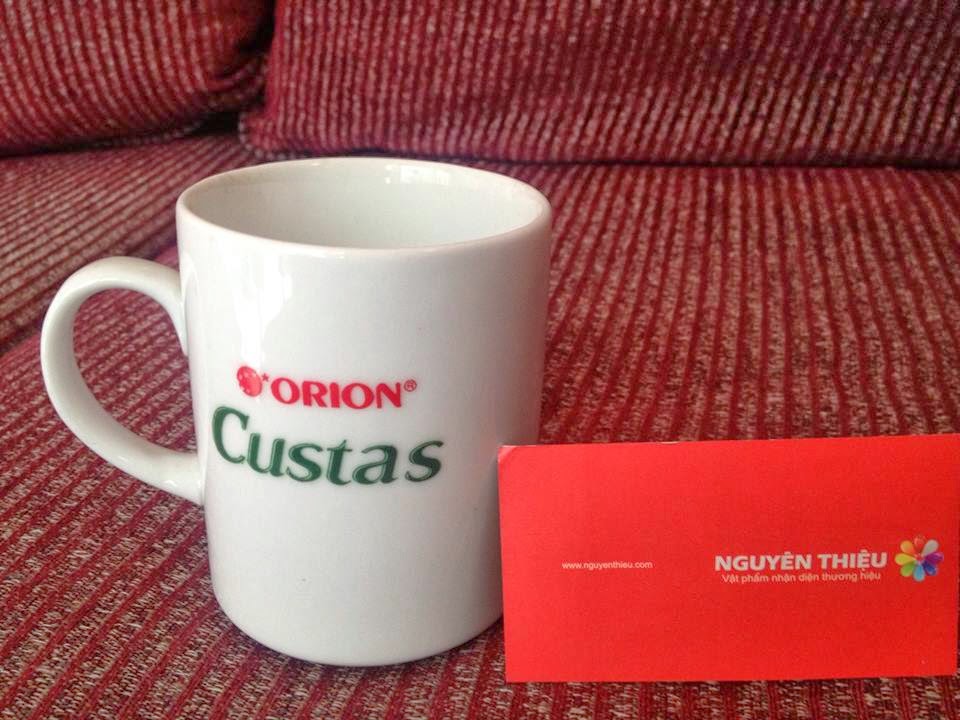 ORION®
Custas
www.nguyenthieu.com
NGUYÊN THIỆU
Vật phẩm nhận diện thương hiệu